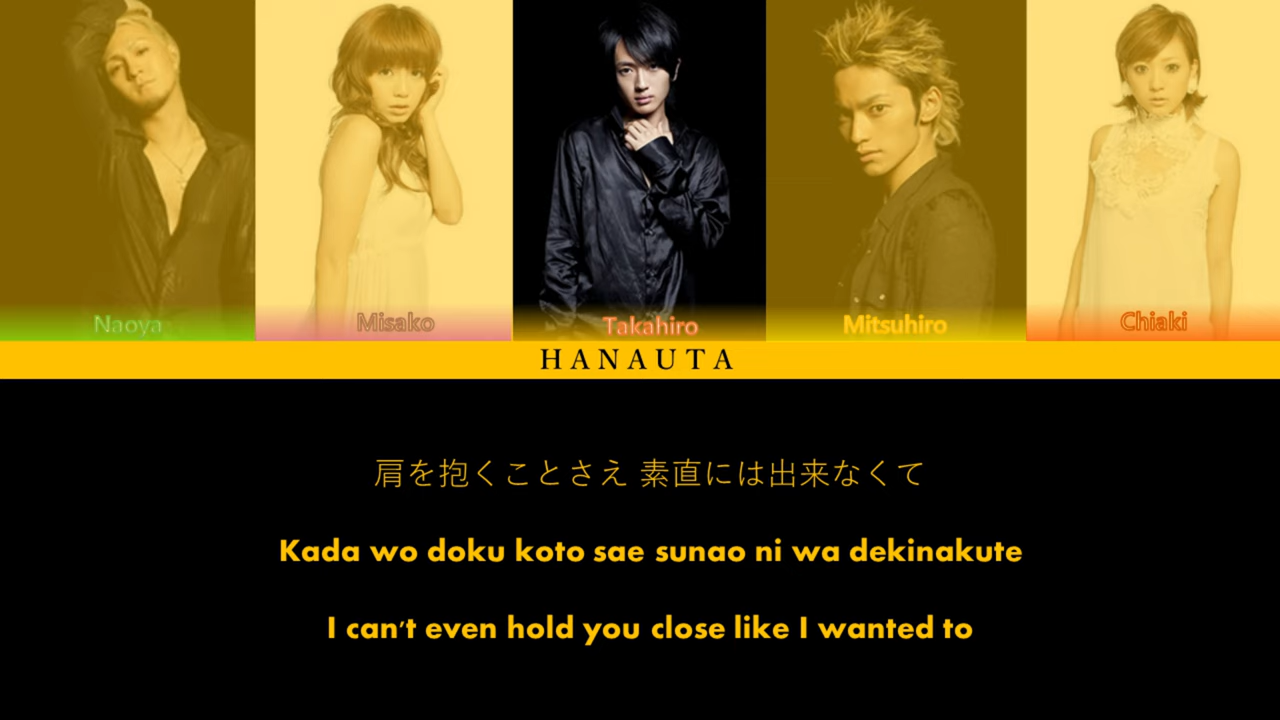 Naoya
Misako
Takahiro
Mitsuhiro
Chiaki
HANAUTA
肩を抱くことさえ 素直には出来なくて
Kada wo doku koto sae sunao ni wa dekinakute
I can't even hold you close like I wanted to